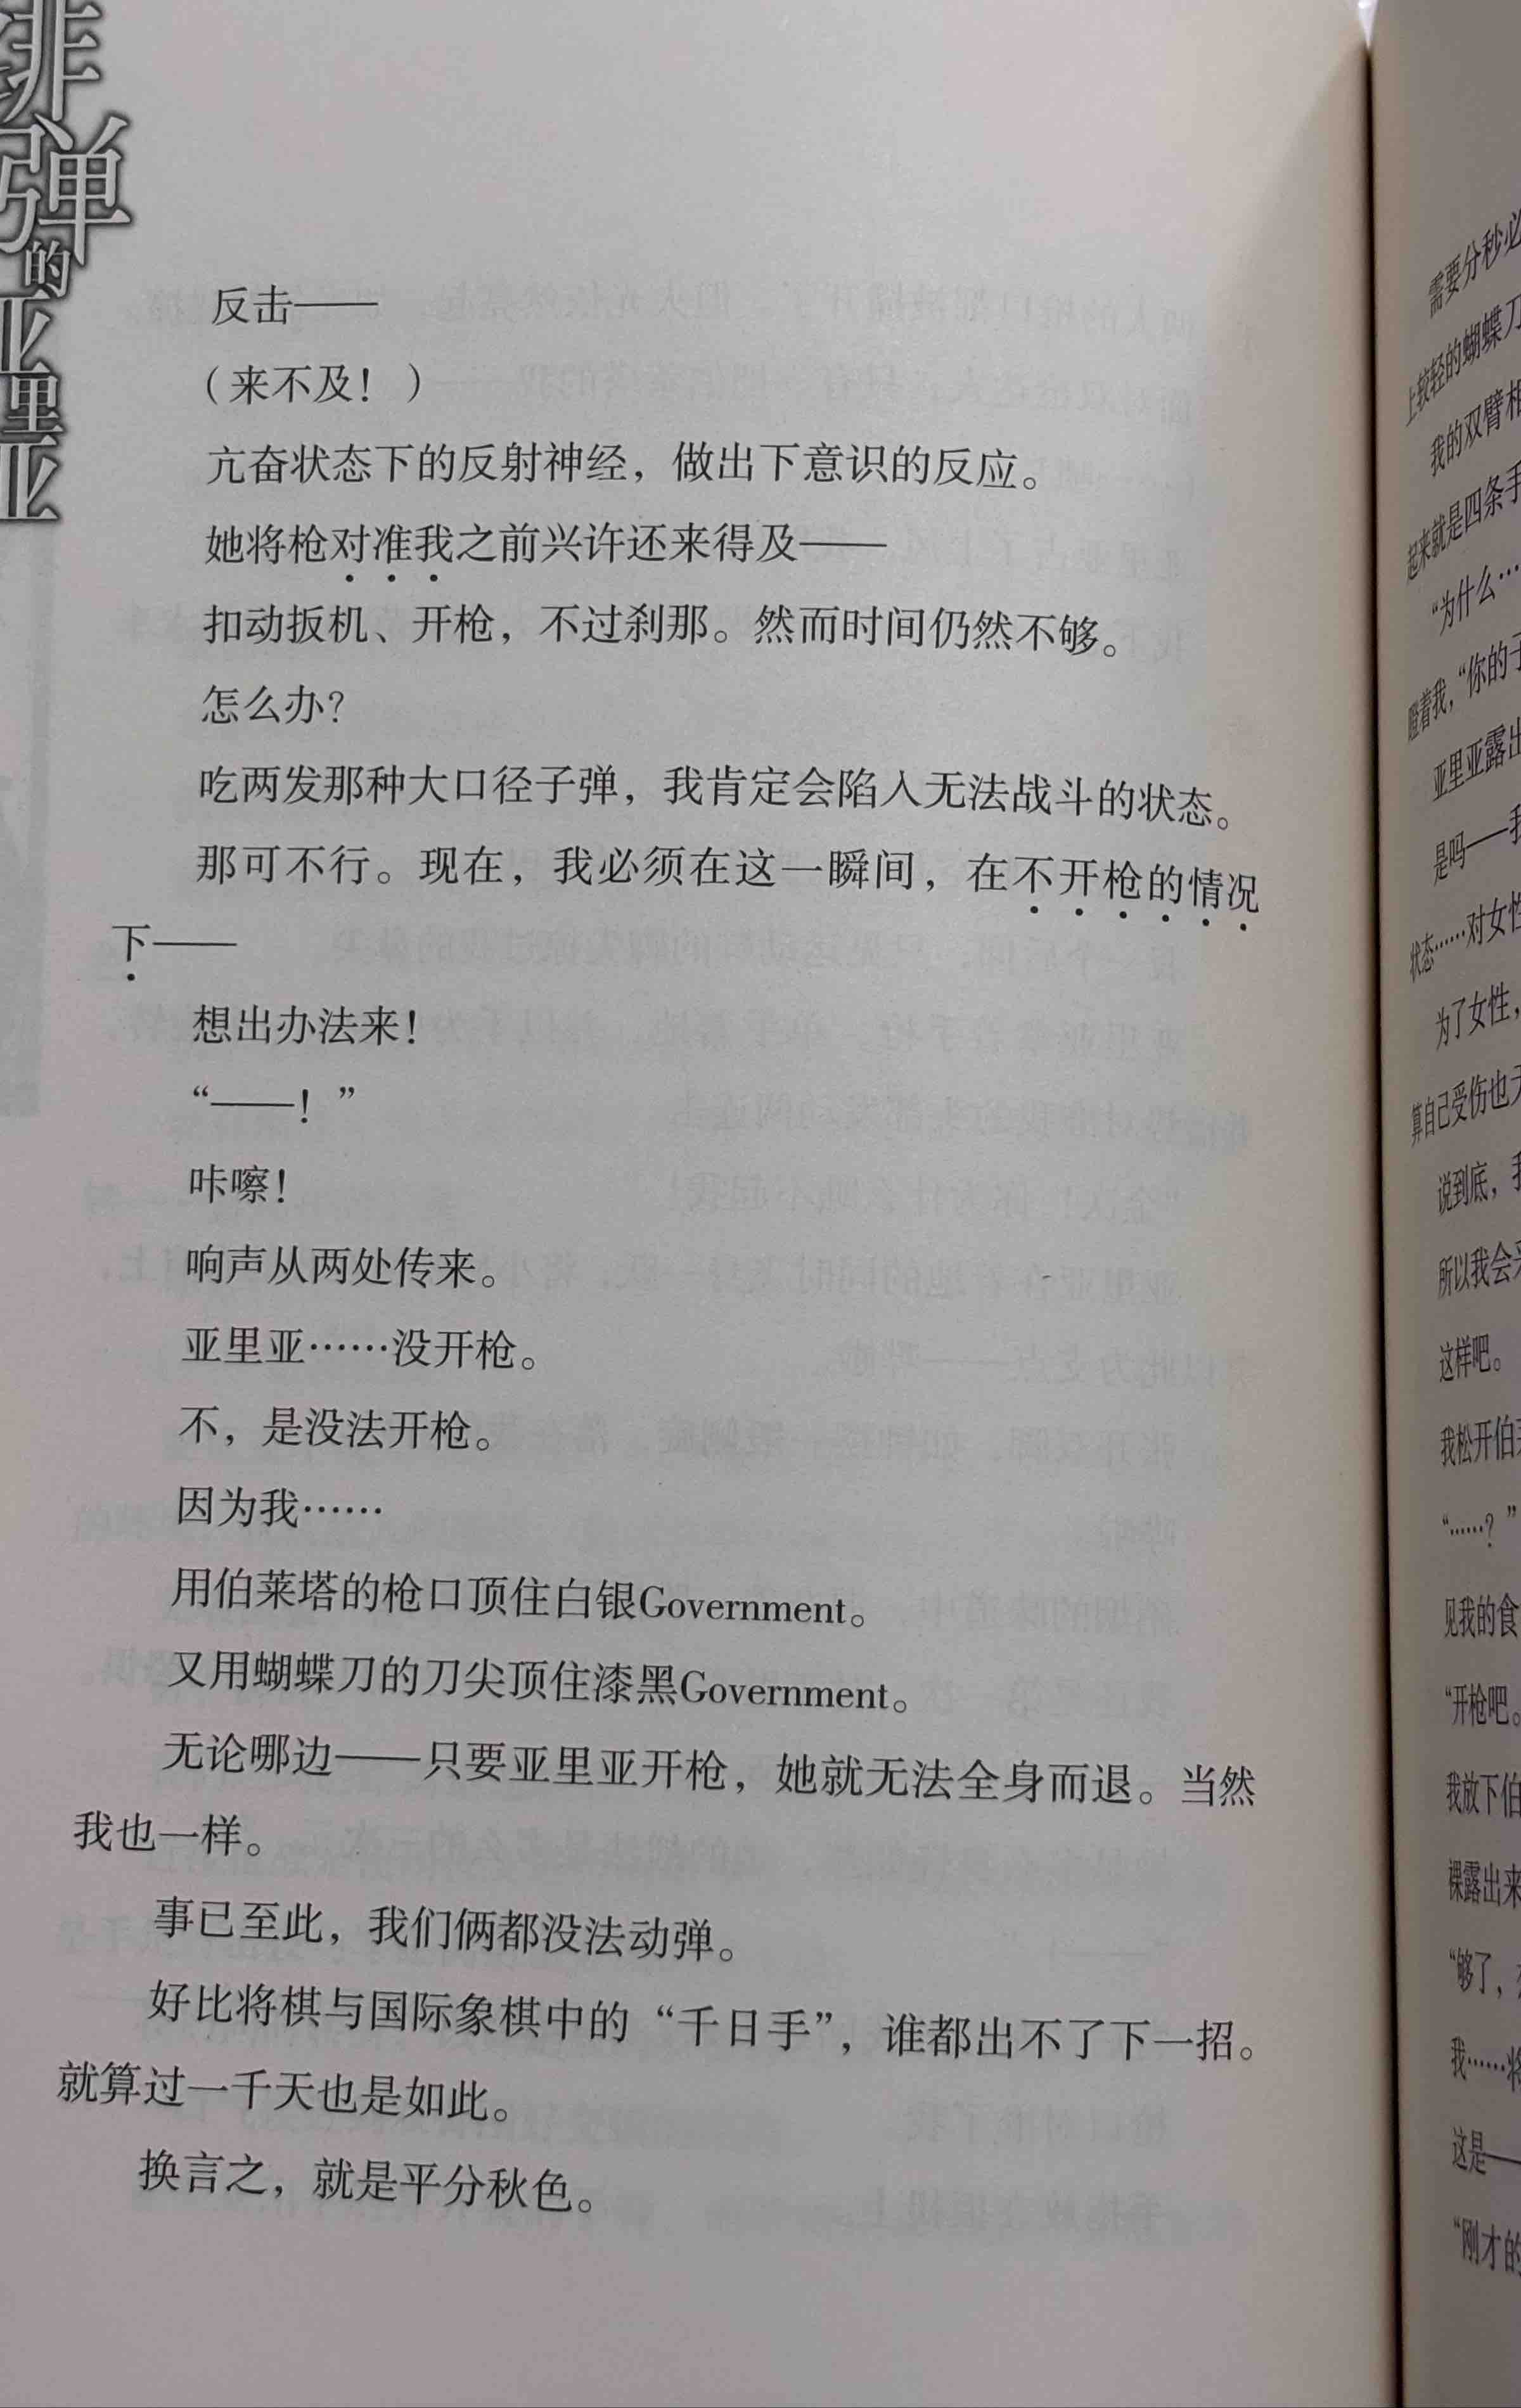 绯弹的亚里亚
反击——
（来不及！）
亢奋状态下的反射神经，做出下意识的反应。
她将枪对准我之前兴许还来得及——
扣动扳机、开枪，不过刹那。然而时间仍然不够。
怎么办？
吃两发那种大口径子弹，我肯定会陷入无法战斗的状态。
那可不行。现在，我必须在这一瞬间，在不开枪的情况
下——
想出办法来！
“——！”
咔嚓！
响声从两处传来。
亚里亚……没开枪。
不，是没法开枪。
因为我……
用伯莱塔的枪口顶住白银Government。
又用蝴蝶刀的刀尖顶住漆黑Government。
无论哪边——只要亚里亚开枪，她就无法全身而退。当然
我也一样。
事已至此，我们俩都没法动弹。
好比将棋与国际象棋中的“千日手”，谁都出不了下一招。
就算过一千天也是如此。
换言之，就是平分秋色。
需要分秒必
上较轻的蝴蝶刀
我的双臂相
起来就是四条手
“为什么…
瞪着我，“你的子
亚里亚露出
是吗——我
状态……对女性
为了女性，
算自己受伤也无
说到底，我
所以我会采
这样吧。
我松开伯莱
“……？”
见我的食
“开枪吧。
我放下伯
裸露出来
“够了，
我……将
这是——
“刚才的